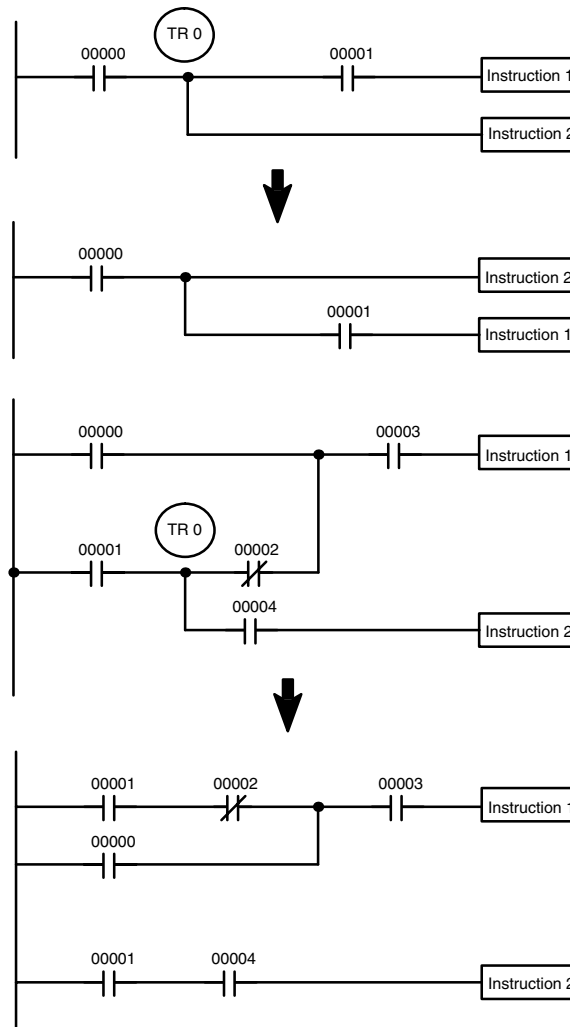 TR 0
00000 00001
Instruction 1
Instruction 2
00000
Instruction 2
00001
Instruction 1
00000 00003
Instruction 1
TR 0
00001 00002
00004
Instruction 2
00001 00002 00003
Instruction 1
00000
00001 00004
Instruction 2